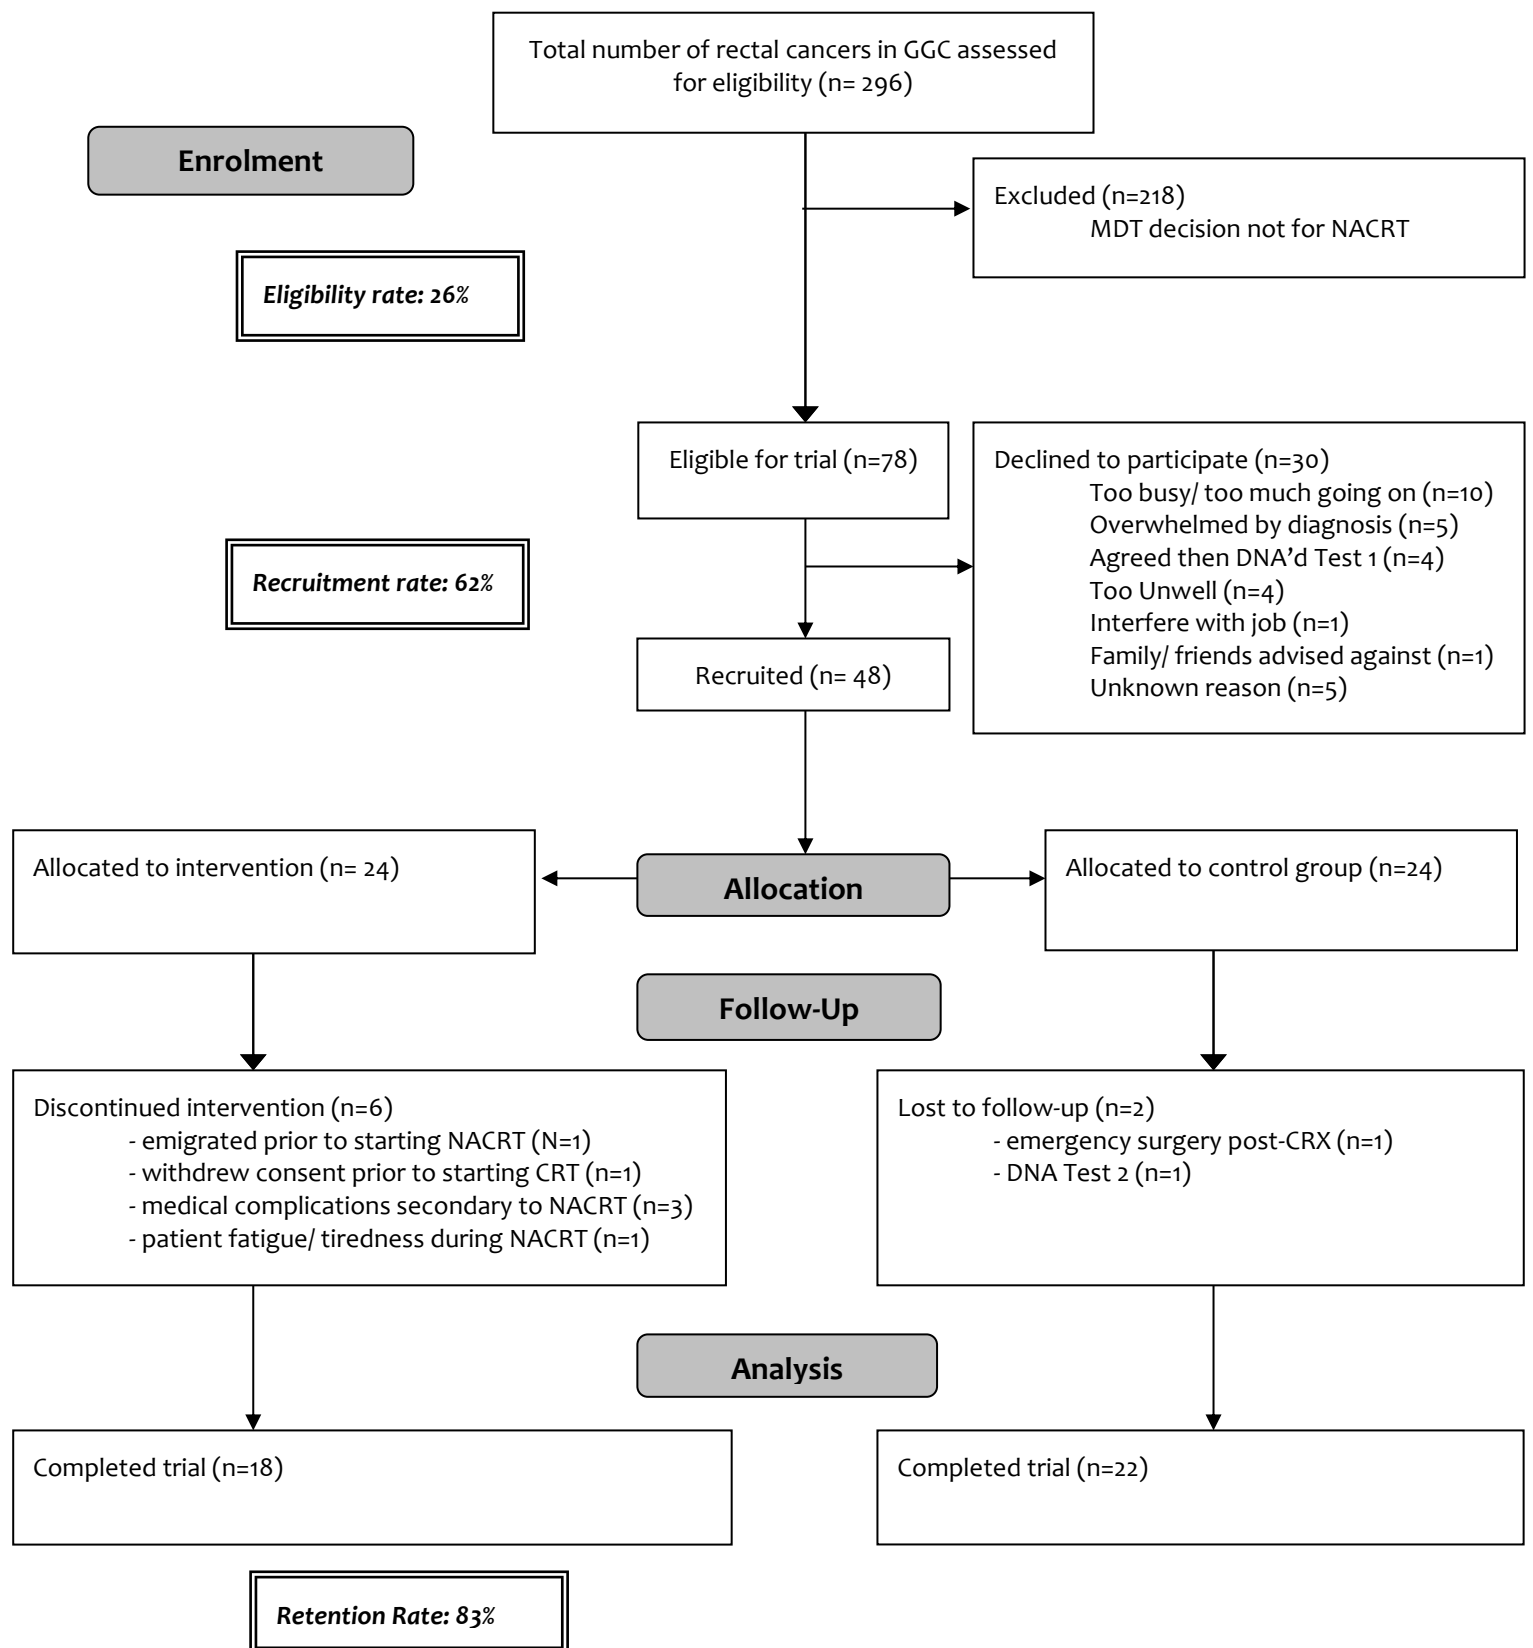 Total number of rectal cancers in GGC assessed
for eligibility (n= 296)
Enrolment
Excluded (n=218)
MDT decision not for NACRT
Eligibility rate: 26%
Eligible for trial (n=78)
Declined to participate (n=30)
Too busy/ too much going on (n=10)
Overwhelmed by diagnosis (n=5)
Agreed then DNA’d Test 1 (n=4)
Too Unwell (n=4)
Interfere with job (n=1)
Family/ friends advised against (n=1)
Unknown reason (n=5)
Recruitment rate: 62%
Recruited (n= 48)
Allocated to intervention (n= 24)
Allocation
Allocated to control group (n=24)
Follow-Up
Discontinued intervention (n=6)
- emigrated prior to starting NACRT (N=1)
- withdrew consent prior to starting CRT (n=1)
- medical complications secondary to NACRT (n=3)
- patient fatigue/ tiredness during NACRT (n=1)
Lost to follow-up (n=2)
- emergency surgery post-CRX (n=1)
- DNA Test 2 (n=1)
Analysis
Completed trial (n=18)
Completed trial (n=22)
Retention Rate: 83%